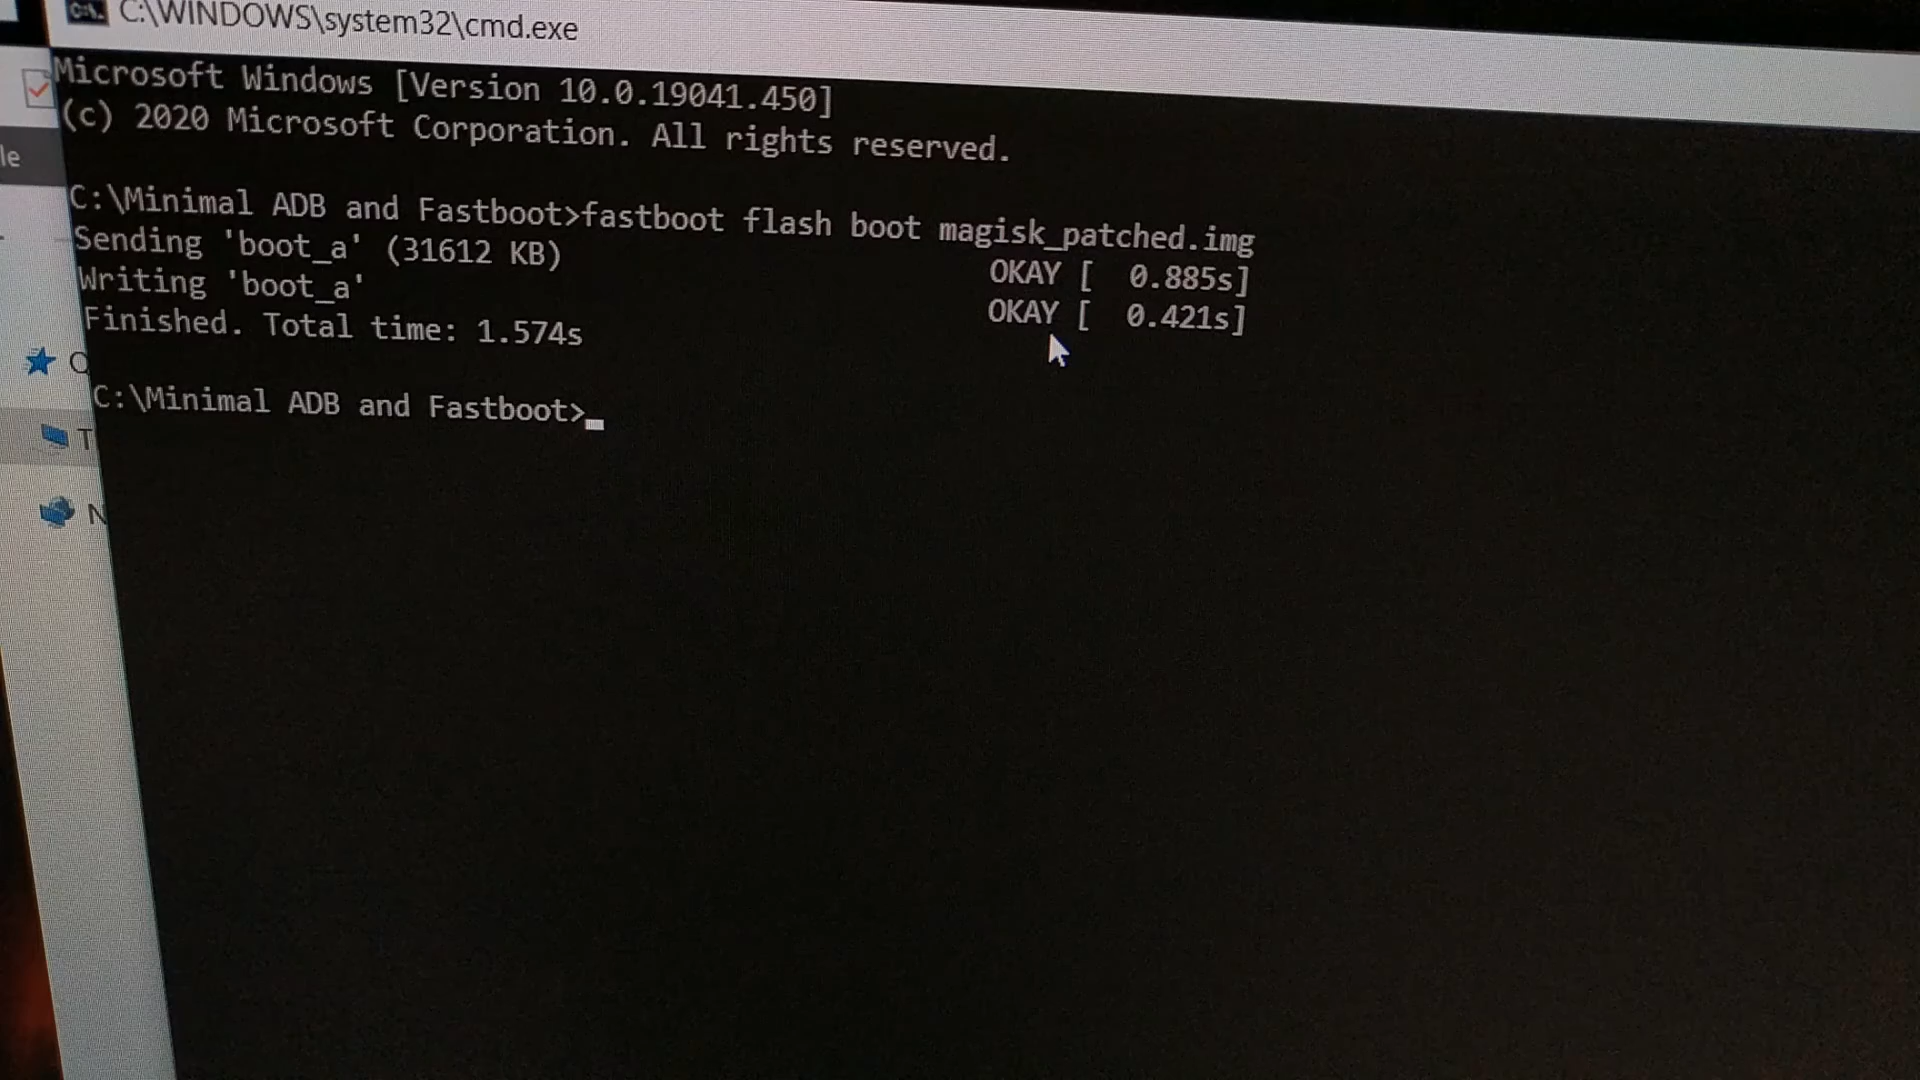 C:\WINDOWS\system32\cmd.exe
Microsoft Windows [Version 10.0.19041.450]
(c) 2020 Microsoft Corporation. All rights reserved.
C:\Minimal ADB and Fastboot>fastboot flash boot magisk_patched.img
Sending 'boot_a' (31612 KB) OKAY [ 0.885s]
Writing 'boot_a' OKAY [ 0.421s]
Finished. Total time: 1.574s
C:\Minimal ADB and Fastboot>_